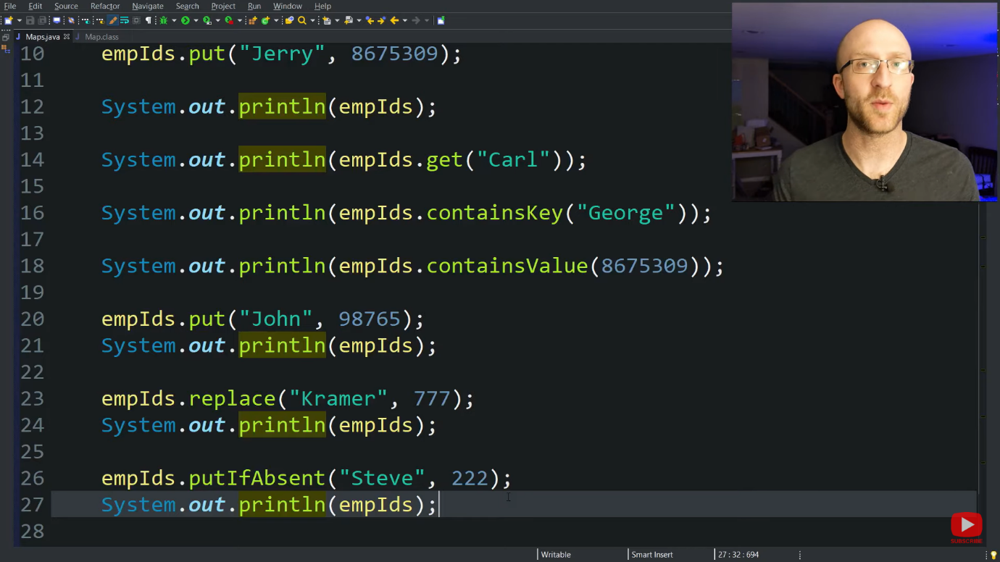 File Edit Source Refactor Navigate Search Project Run Window Help
Maps.java Map.class
10 empIds.put("Jerry", 8675309);
11
12 System.out.println(empIds);
13
14 System.out.println(empIds.get("Carl"));
15
16 System.out.println(empIds.containsKey("George"));
17
18 System.out.println(empIds.containsValue(8675309));
19
20 empIds.put("John", 98765);
21 System.out.println(empIds);
22
23 empIds.replace("Kramer", 777);
24 System.out.println(empIds);
25
26 empIds.putIfAbsent("Steve", 222);
27 System.out.println(empIds);
28
SUBSCRIBE
Writable Smart Insert 27 : 32 : 694